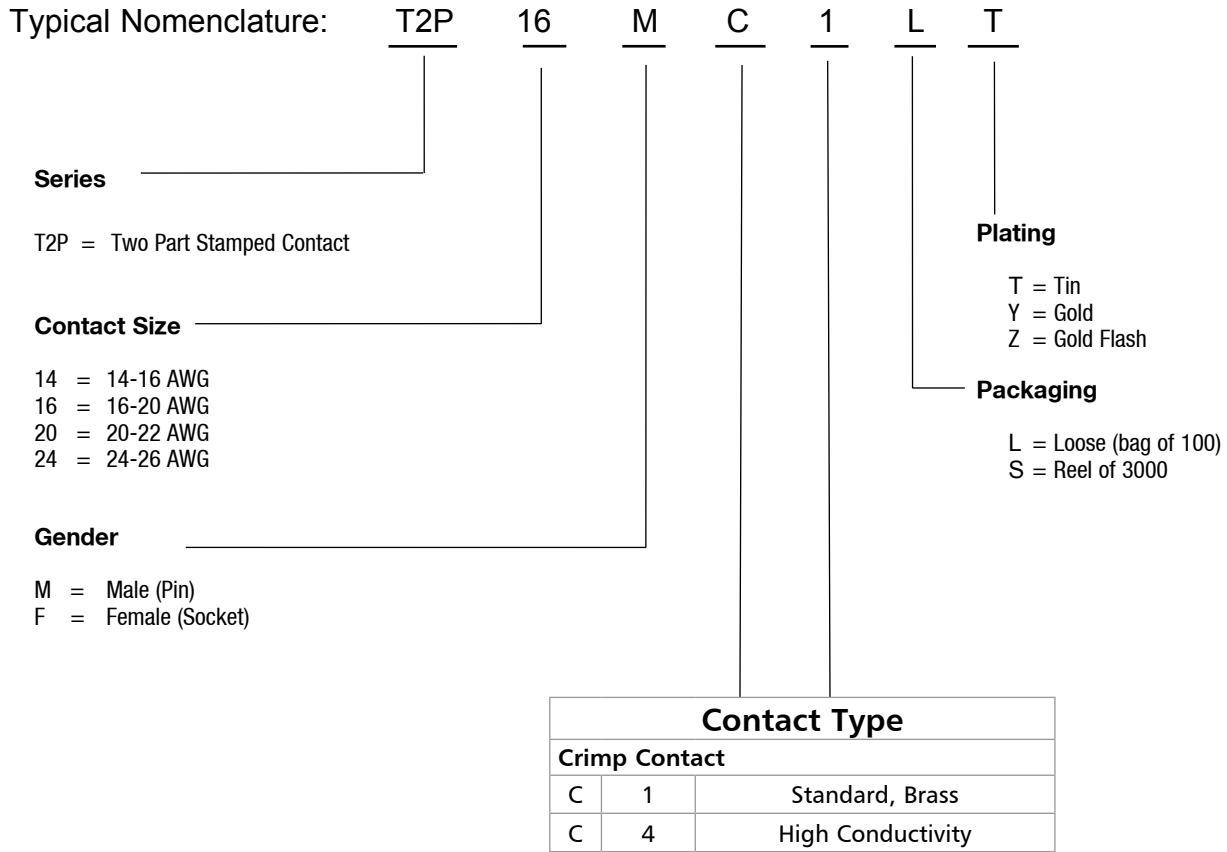 Typical Nomenclature: T2P 16 M C 1 L T
Series
T2P = Two Part Stamped Contact
Contact Size
14 = 14-16 AWG
16 = 16-20 AWG
20 = 20-22 AWG
24 = 24-26 AWG
Gender
M = Male (Pin)
F = Female (Socket)
Plating
T = Tin
Y = Gold
Z = Gold Flash
Packaging
L = Loose (bag of 100)
S = Reel of 3000
Contact Type
Crimp Contact
C 1 Standard, Brass
C 4 High Conductivity